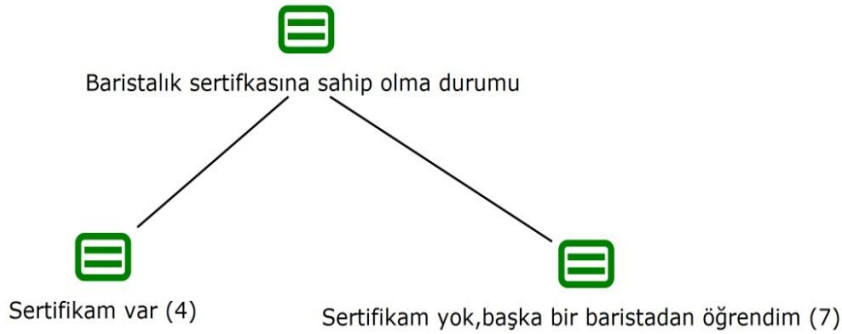 Baristalık sertifkasına sahip olma durumu
Sertifikam var (4)
Sertifikam yok,başka bir baristadan öğrendim (7)